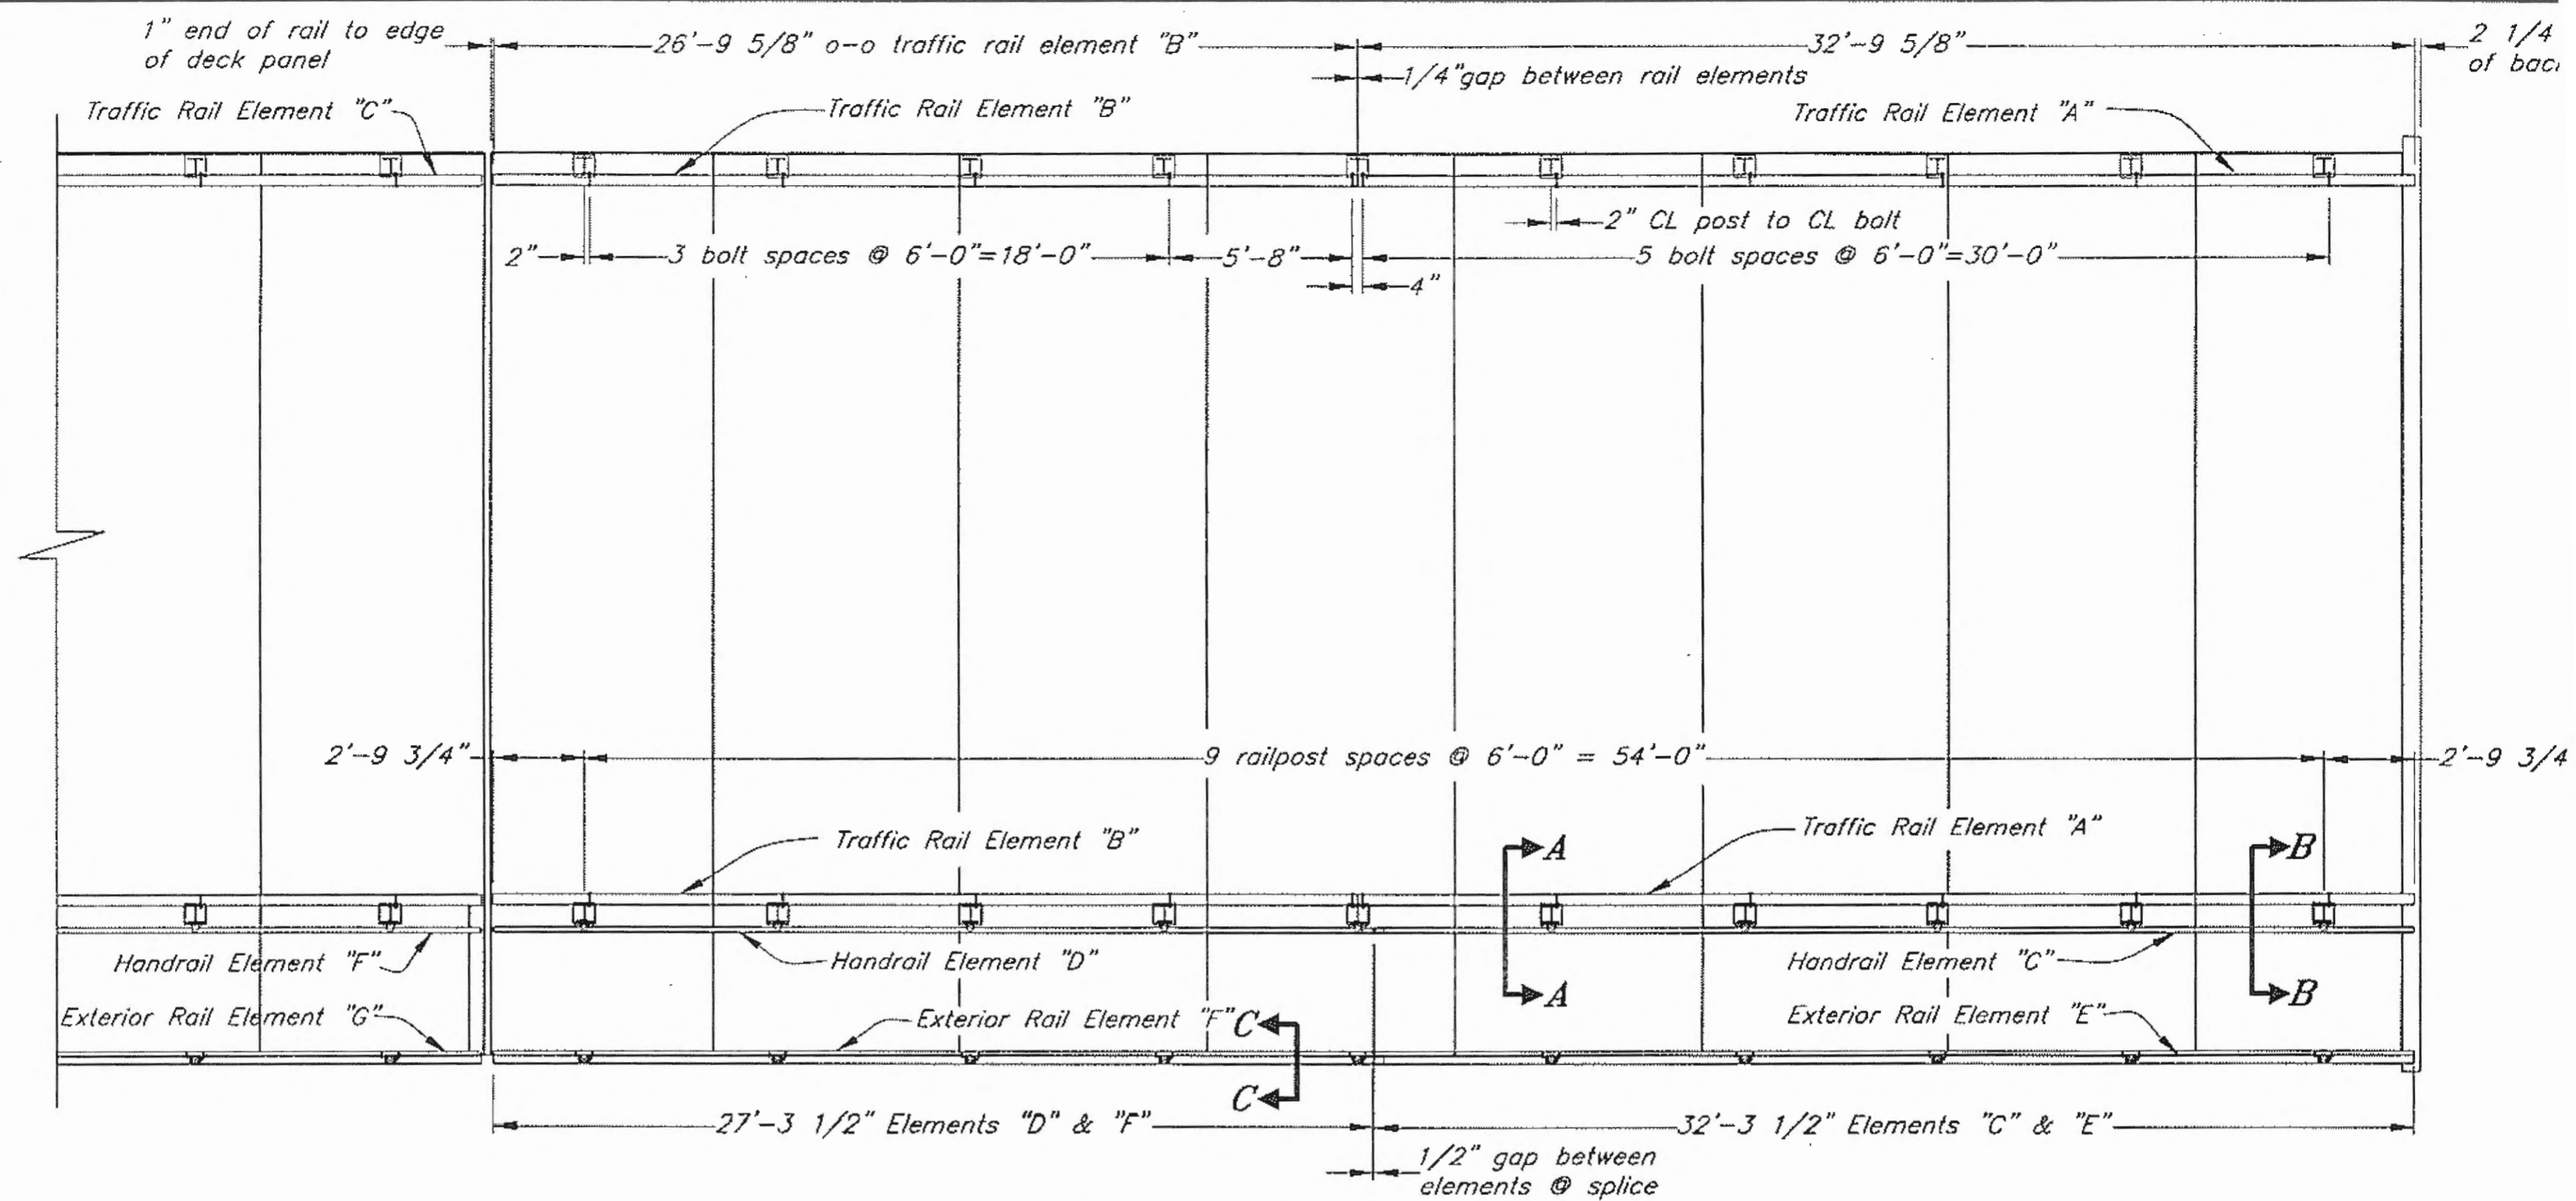 1" end of rail to edge
of deck panel
26'-9 5/8" o-o traffic rail element "B"
32'-9 5/8"
2 1/4
of bac
1/4" gap between rail elements
Traffic Rail Element "C"
Traffic Rail Element "B"
Traffic Rail Element "A"
2" CL post to CL bolt
2"
3 bolt spaces @ 6'-0"=18'-0"
5'-8"
5 bolt spaces @ 6'-0"=30'-0"
4"
2'-9 3/4"
9 railpost spaces @ 6'-0" = 54'-0"
2'-9 3/4
Traffic Rail Element "B"
Traffic Rail Element "A"
A
B
Handrail Element "F"
Handrail Element "D"
Handrail Element "C"
A
B
Exterior Rail Element "G"
Exterior Rail Element "F"
C
Exterior Rail Element "E"
C
27'-3 1/2" Elements "D" & "F"
32'-3 1/2" Elements "C" & "E"
1/2" gap between
elements @ splice